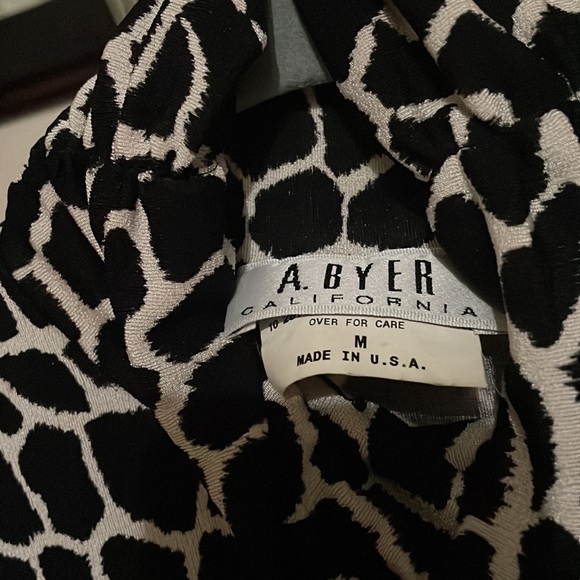 A. BYER
CALIFORNIA
OVER FOR CARE
M
MADE IN U.S.A.